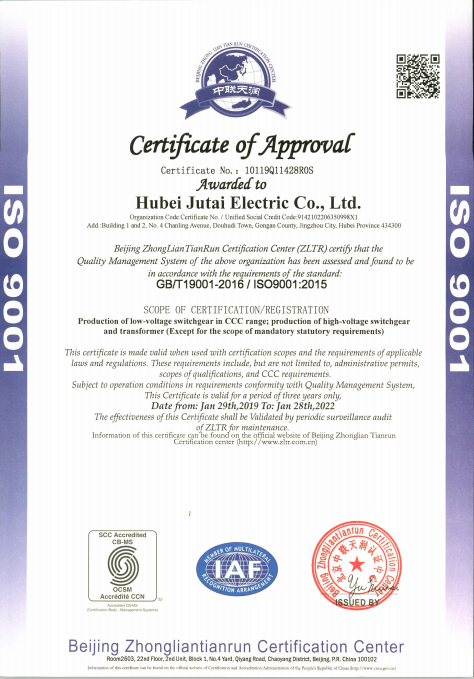 BEIJING ZHONG LIAN TIAN RUN CERTIFICATION CENTER
中联天润
Certificate of Approval
Certificate No.: 10119Q11428R0S
Awarded to
Hubei Jutai Electric Co., Ltd.
Organization Code Certificate No. / Unified Social Credit Code:9142102206350998X1
Add.:Building 1 and 2, No. 4 Chanling Avenue, Douhudi Town, Gongan County, Jingzhou City, Hubei Province 434300
Beijing ZhongLianTianRun Certification Center (ZLTR) certify that the
Quality Management System of the above organization has been assessed and found to be
in accordance with the requirements of the standard:
GB/T19001-2016 / ISO9001:2015
ISO 9001
ISO 9001
SCOPE OF CERTIFICATION/REGISTRATION
Production of low-voltage switchgear in CCC range; production of high-voltage switchgear
and transformer (Except for the scope of mandatory statutory requirements)
This certificate is made valid when used with certification scopes and the requirements of applicable
laws and regulations. These requirements include, but are not limited to, administrative permits,
scopes of qualifications, and CCC requirements.
Subject to operation conditions in requirements conformity with Quality Management System,
This Certificate is valid for a period of three years only,
Date from: Jan 29th,2019 To: Jan 28th,2022
The effectiveness of this Certificate shall be Validated by periodic surveillance audit
of ZLTR for maintenance.
Information of this certificate can be found on the official website of Beijing Zhonglian Tianrun
Certification center (http://www.zltr.com.cn)
SCC Accredited
CB-MS
OCSM
Accrédité CCN
TM
Accredited CB-MS
(Certification Body - Management Systems)
MEMBER OF MULTILATERAL
IAF
RECOGNITION ARRANGEMENT
Beijing Zhongliantianrun Certification Center
北京中联天润认证中心
ISSUED BY
Beijing Zhongliantianrun Certification Center
Room2603, 22nd Floor, 2nd Unit, Block 1, No.4 Yard, Qiyang Road, Chaoyang District, Beijing, P.R. China 100102
Information of this certificate can be found on the official website of Certification and Accreditation Administration of the People's Republic of China (http://www.cnca.gov.cn)